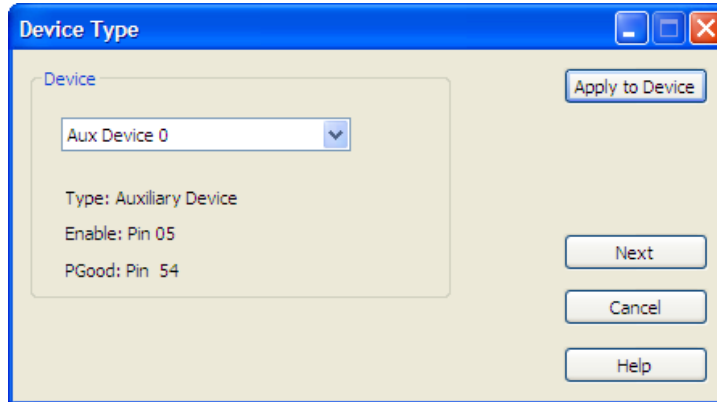 Device Type
Device
Aux Device 0
Type: Auxiliary Device
Enable: Pin 05
PGood: Pin  54
Apply to Device
Next
Cancel
Help